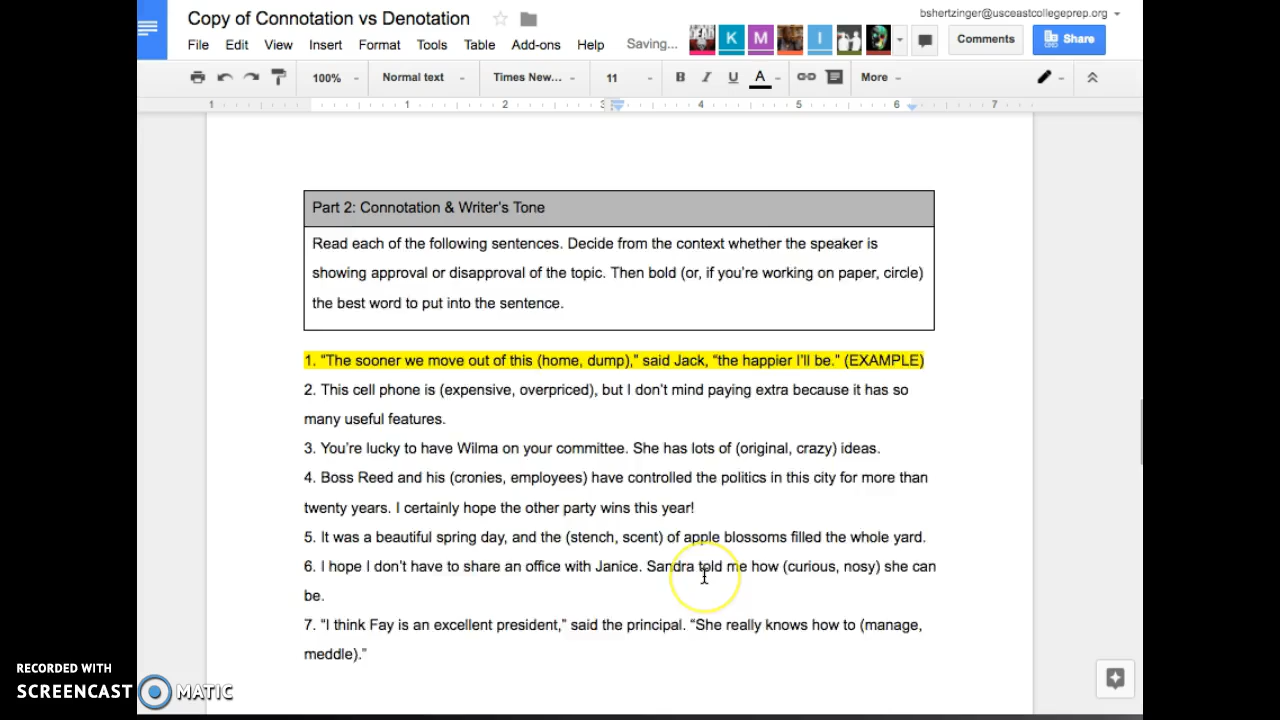 Copy of Connotation vs Denotation
bshertzinger@usceastcollegeprep.org
File Edit View Insert Format Tools Table Add-ons Help Saving... K M I Comments Share
100% Normal text Times New... 11 B I U A More
1 1 2 3 4 5 6 7
Part 2: Connotation & Writer's Tone
Read each of the following sentences. Decide from the context whether the speaker is
showing approval or disapproval of the topic. Then bold (or, if you're working on paper, circle)
the best word to put into the sentence.
1. “The sooner we move out of this (home, dump),” said Jack, “the happier I’ll be.” (EXAMPLE)
2. This cell phone is (expensive, overpriced), but I don’t mind paying extra because it has so
many useful features.
3. You’re lucky to have Wilma on your committee. She has lots of (original, crazy) ideas.
4. Boss Reed and his (cronies, employees) have controlled the politics in this city for more than
twenty years. I certainly hope the other party wins this year!
5. It was a beautiful spring day, and the (stench, scent) of apple blossoms filled the whole yard.
6. I hope I don’t have to share an office with Janice. Sandra told me how (curious, nosy) she can
be.
7. “I think Fay is an excellent president,” said the principal. “She really knows how to (manage,
meddle).”
RECORDED WITH
SCREENCAST MATIC